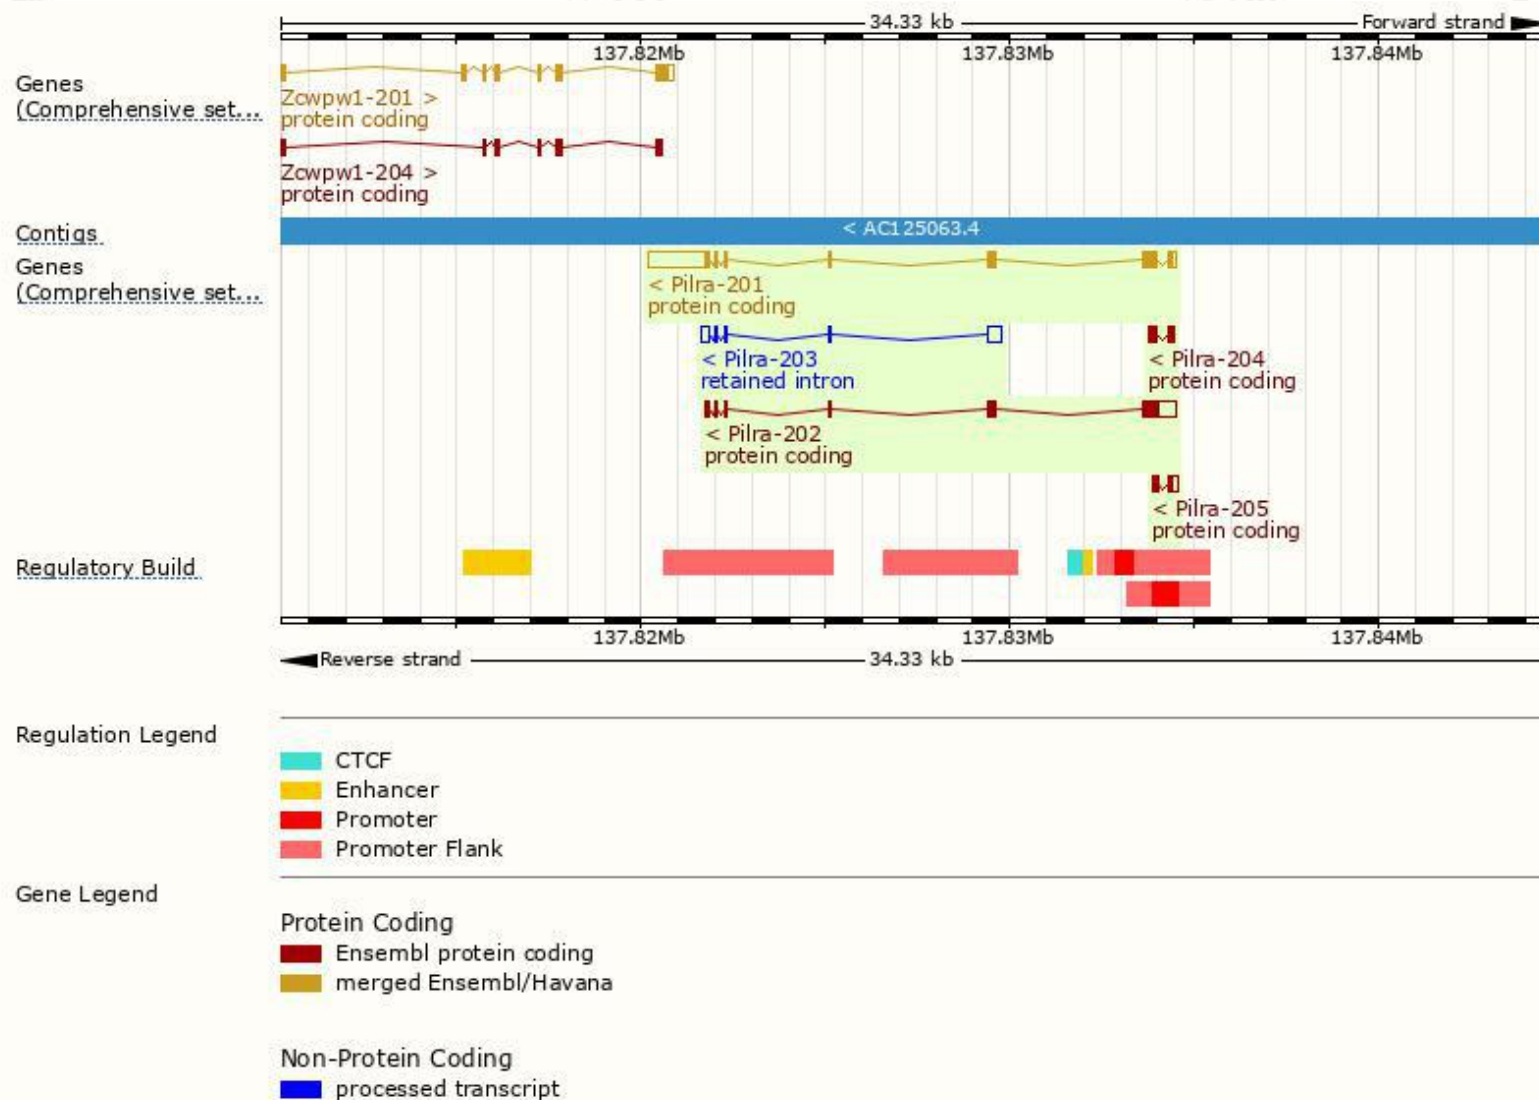 34.33 kb Forward strand
137.82Mb 137.83Mb 137.84Mb
Genes
(Comprehensive set...
Zcwpw1-201 >
protein coding
Zcwpw1-204 >
protein coding
Contigs
< AC125063.4
Genes
(Comprehensive set...
< Pilra-201
protein coding
< Pilra-203
retained intron
< Pilra-204
protein coding
< Pilra-202
protein coding
< Pilra-205
protein coding
Regulatory Build
137.82Mb 137.83Mb 137.84Mb
Reverse strand 34.33 kb
Regulation Legend
CTCF
Enhancer
Promoter
Promoter Flank
Gene Legend
Protein Coding
Ensembl protein coding
merged Ensembl/Havana
Non-Protein Coding
processed transcript